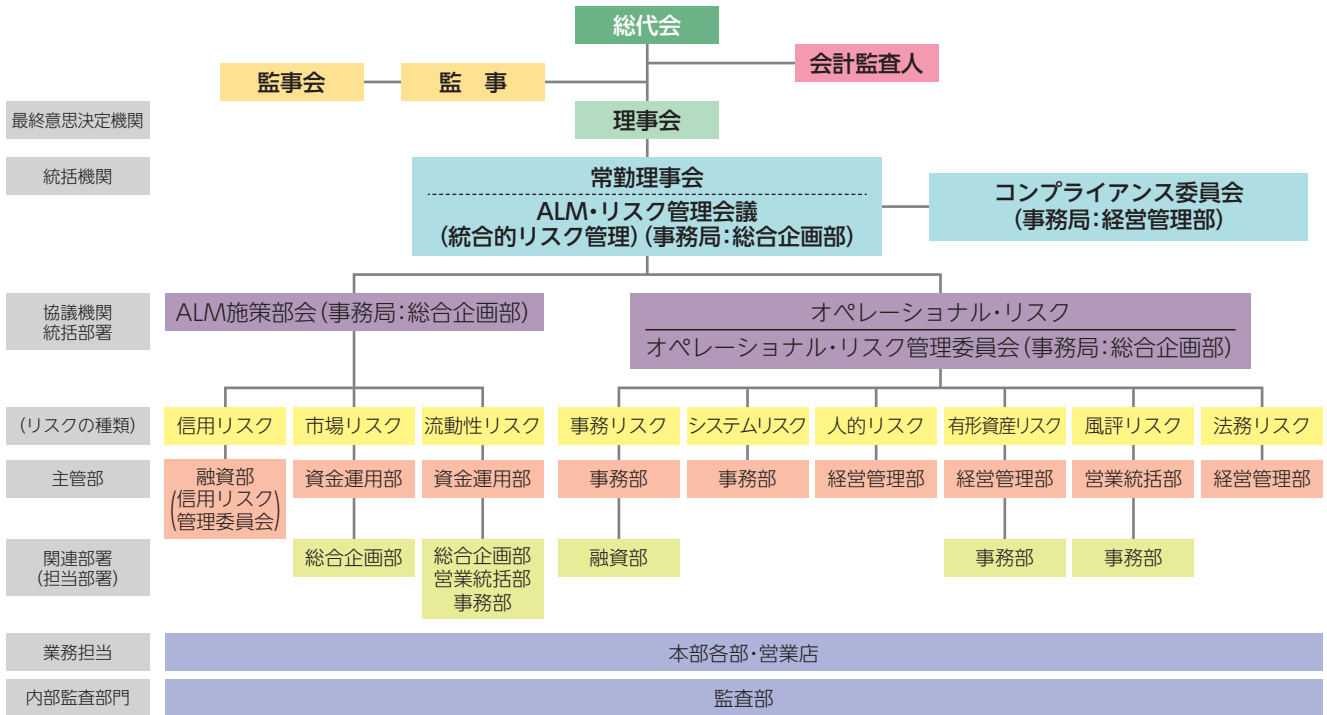 総代会
会計監査人
監事会
監　事
最終意思決定機関
理事会
統括機関
常勤理事会
ALM・リスク管理会議
(統合的リスク管理)(事務局：総合企画部)
コンプライアンス委員会
(事務局：経営管理部)
協議機関
統括部署
ALM施策部会(事務局：総合企画部)
オペレーショナル・リスク
オペレーショナル・リスク管理委員会(事務局：総合企画部)
(リスクの種類)
信用リスク
市場リスク
流動性リスク
事務リスク
システムリスク
人的リスク
有形資産リスク
風評リスク
法務リスク
主管部
融資部
(信用リスク
管理委員会)
資金運用部
資金運用部
事務部
事務部
経営管理部
経営管理部
営業統括部
経営管理部
関連部署
(担当部署)
総合企画部
総合企画部
営業統括部
事務部
融資部
事務部
事務部
業務担当
本部各部・営業店
内部監査部門
監査部